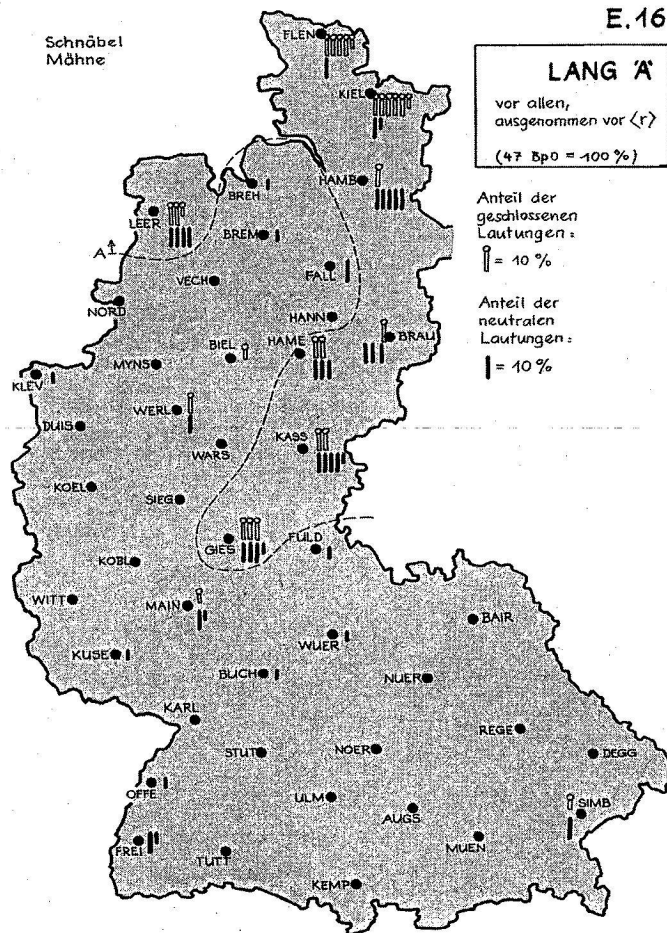 E.16
Schnäbel
Mähne
LANG 'A'
vor allen,
ausgenommen vor <r>
(47 Bpo = 100 %)
Anteil der
geschlossenen
Lautungen:
= 10 %
Anteil der
neutralen
Lautungen:
= 10 %
FLEN
KIEL
HAMB
BREH
LEER
BREM
A
FALL
VECH
NORD
HANN
BRAU
HAME
BIEL
MYNS
KLEV
WERL
DUIS
WARS
KASS
KOEL
SIEG
GIES
FULD
KOBL
WITT
MAIN
BAIR
WUER
KUSE
BUCH
NUER
KARL
REGE
STUT
NOER
DEGG
OFFE
ULM
AUGS
SIMB
FREI
TUTT
MUEN
KEMP